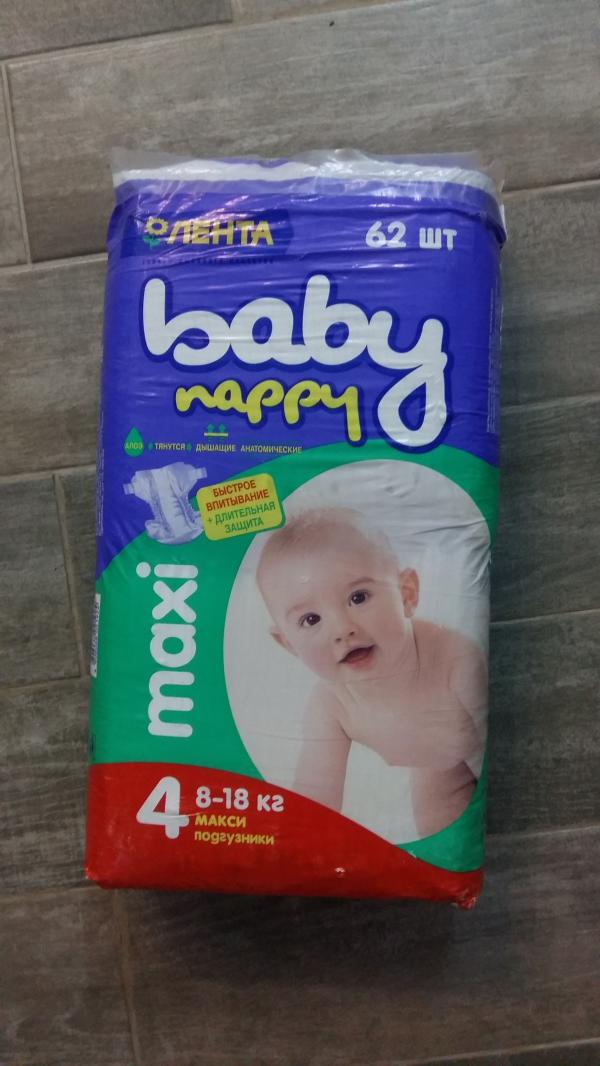 ЛЕНТА
62 шт
baby
nappy
АЛОЭ ТЯНУТСЯ ДЫШАЩИЕ АНАТОМИЧЕСКИЕ
БЫСТРОЕ
ВПИТЫВАНИЕ
+ ДЛИТЕЛЬНАЯ
ЗАЩИТА
maxi
4 8-18 кг
МАКСИ
подгузники